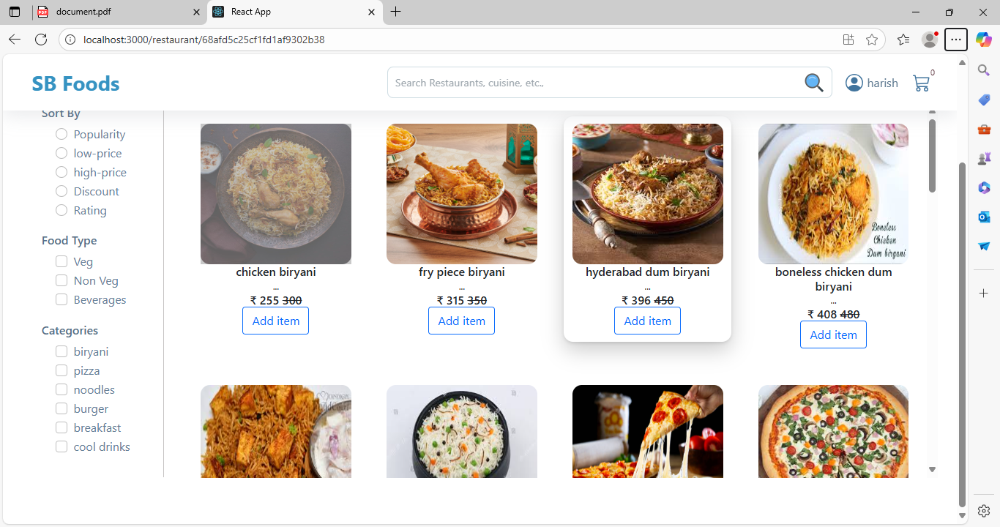 document.pdf
React App
localhost:3000/restaurant/68afd5c25cf1fd1af9302b38
SB Foods
Search Restaurants, cuisine, etc.,
harish
0
Sort By
Popularity
low-price
high-price
Discount
Rating
Food Type
Veg
Non Veg
Beverages
Categories
biryani
pizza
noodles
burger
breakfast
cool drinks
chicken biryani
...
₹ 255 300
Add item
fry piece biryani
...
₹ 315 350
Add item
hyderabad dum biryani
...
₹ 396 450
Add item
Boneless
Chicken
Dum biryani
boneless chicken dum
biryani
...
₹ 408 480
Add item